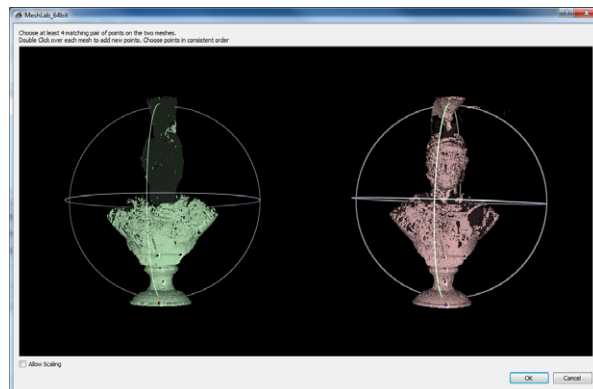 MeshLab_64bit
Choose at least 4 matching pair of points on the two meshes.
Double Click over each mesh to add new points. Choose points in consistent order
Allow Scaling
OK
Cancel